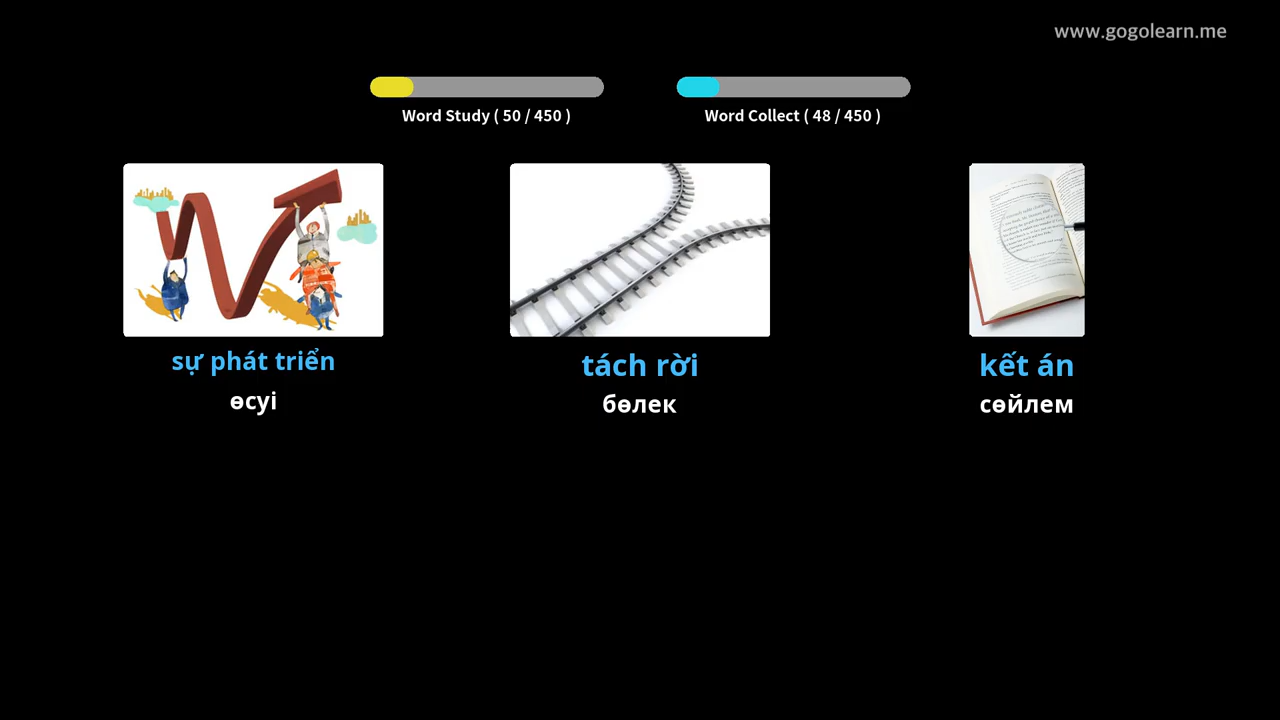 www.gogolearn.me
Word Study ( 50 / 450 )
Word Collect ( 48 / 450 )
sự phát triển
өсуі
tách rời
бөлек
kết án
сөйлем